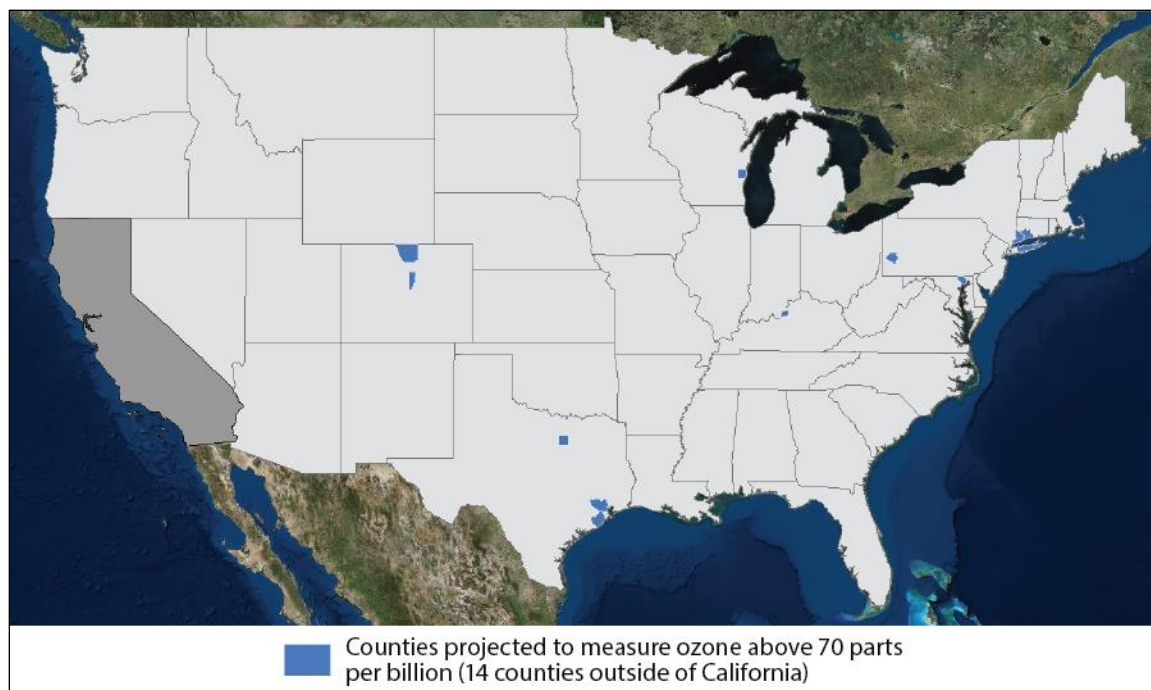 Counties projected to measure ozone above 70 parts
per billion (14 counties outside of California)